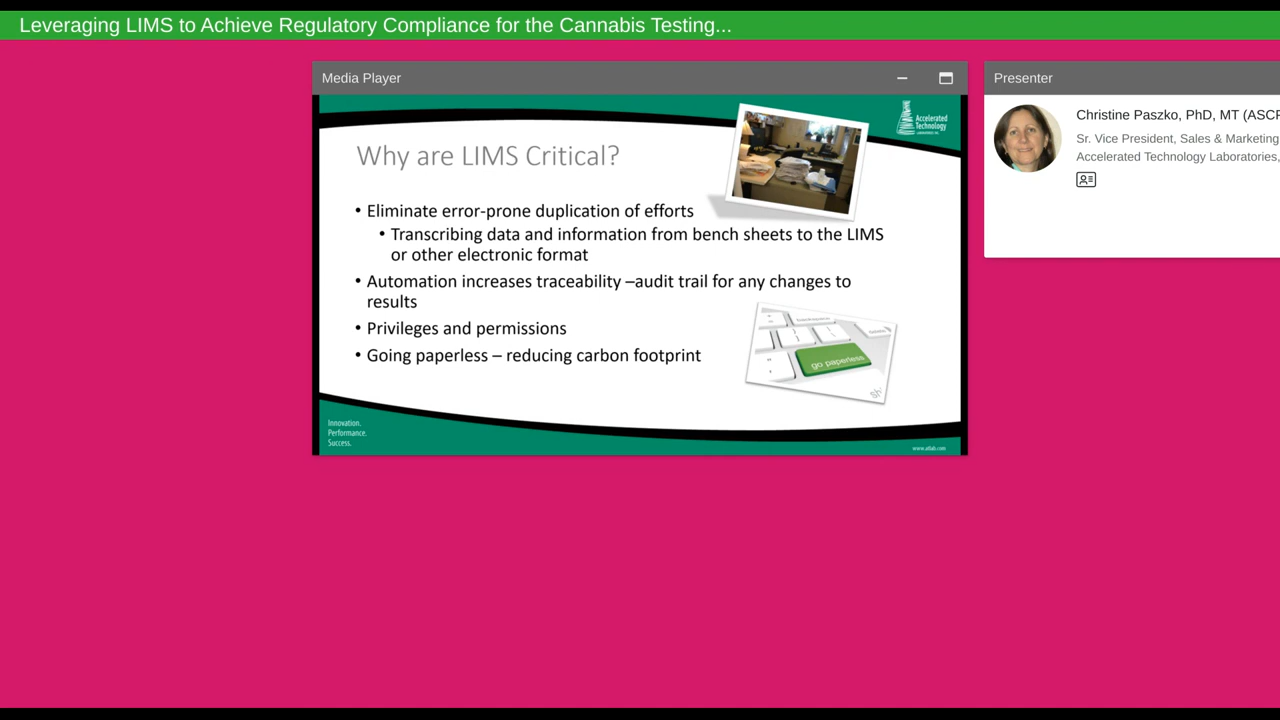 Leveraging LIMS to Achieve Regulatory Compliance for the Cannabis Testing...
Media Player
Presenter
Accelerated
Technology
Christine Paszko, PhD, MT (ASCP
Sr. Vice President, Sales & Marketing
Accelerated Technology Laboratories,
Why are LIMS Critical?
• Eliminate error-prone duplication of efforts
• Transcribing data and information from bench sheets to the LIMS
or other electronic format
• Automation increases traceability –audit trail for any changes to
results
• Privileges and permissions
• Going paperless – reducing carbon footprint
go paperless
Innovation.
Performance.
Success.
www.atlab.com